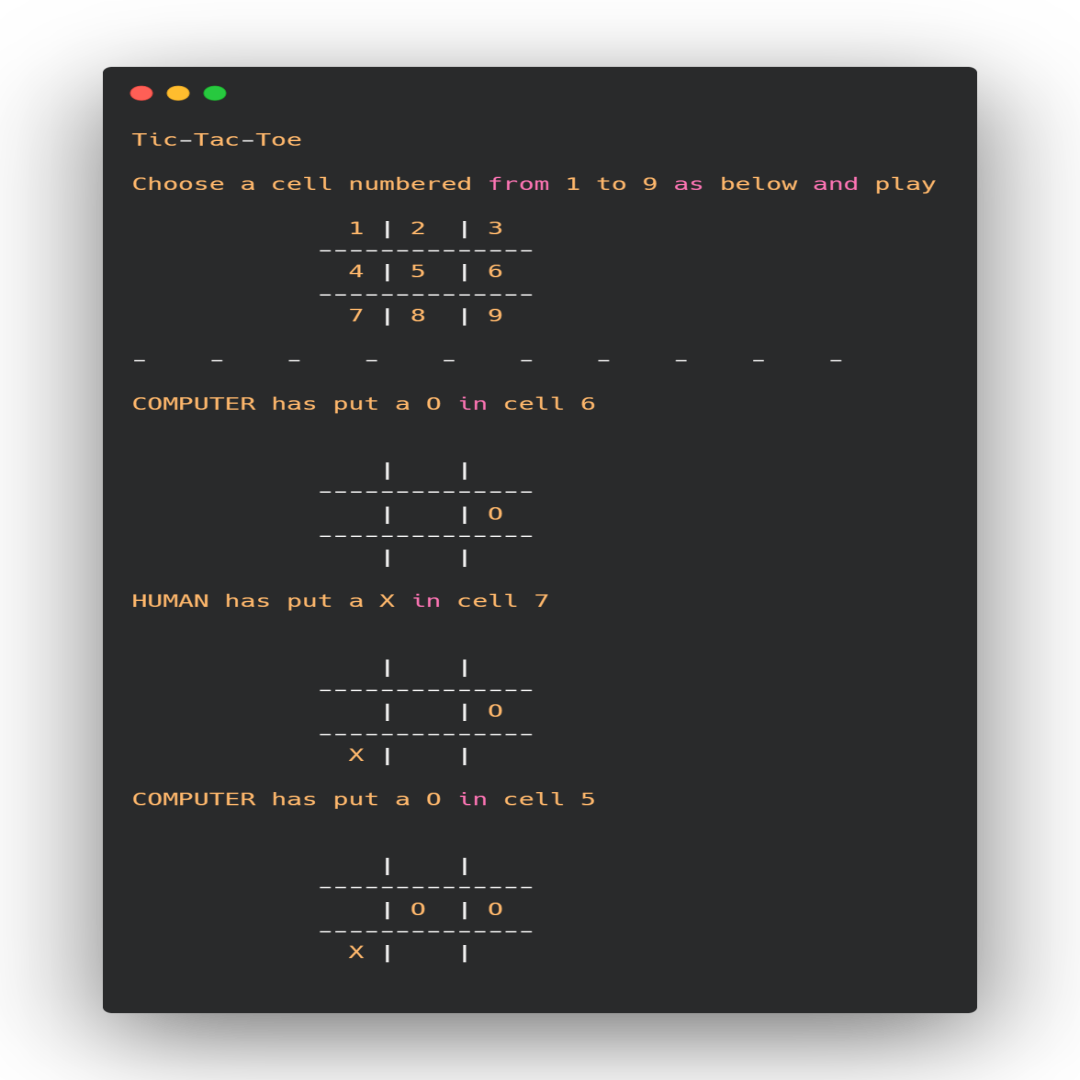 Tic-Tac-Toe
Choose a cell numbered from 1 to 9 as below and play
1 | 2 | 3
--------------
4 | 5 | 6
--------------
7 | 8 | 9
- - - - - - - - - -
COMPUTER has put a O in cell 6
| |
--------------
| | O
--------------
| |
HUMAN has put a X in cell 7
| |
--------------
| | O
--------------
X | |
COMPUTER has put a O in cell 5
| |
--------------
| O | O
--------------
X | |